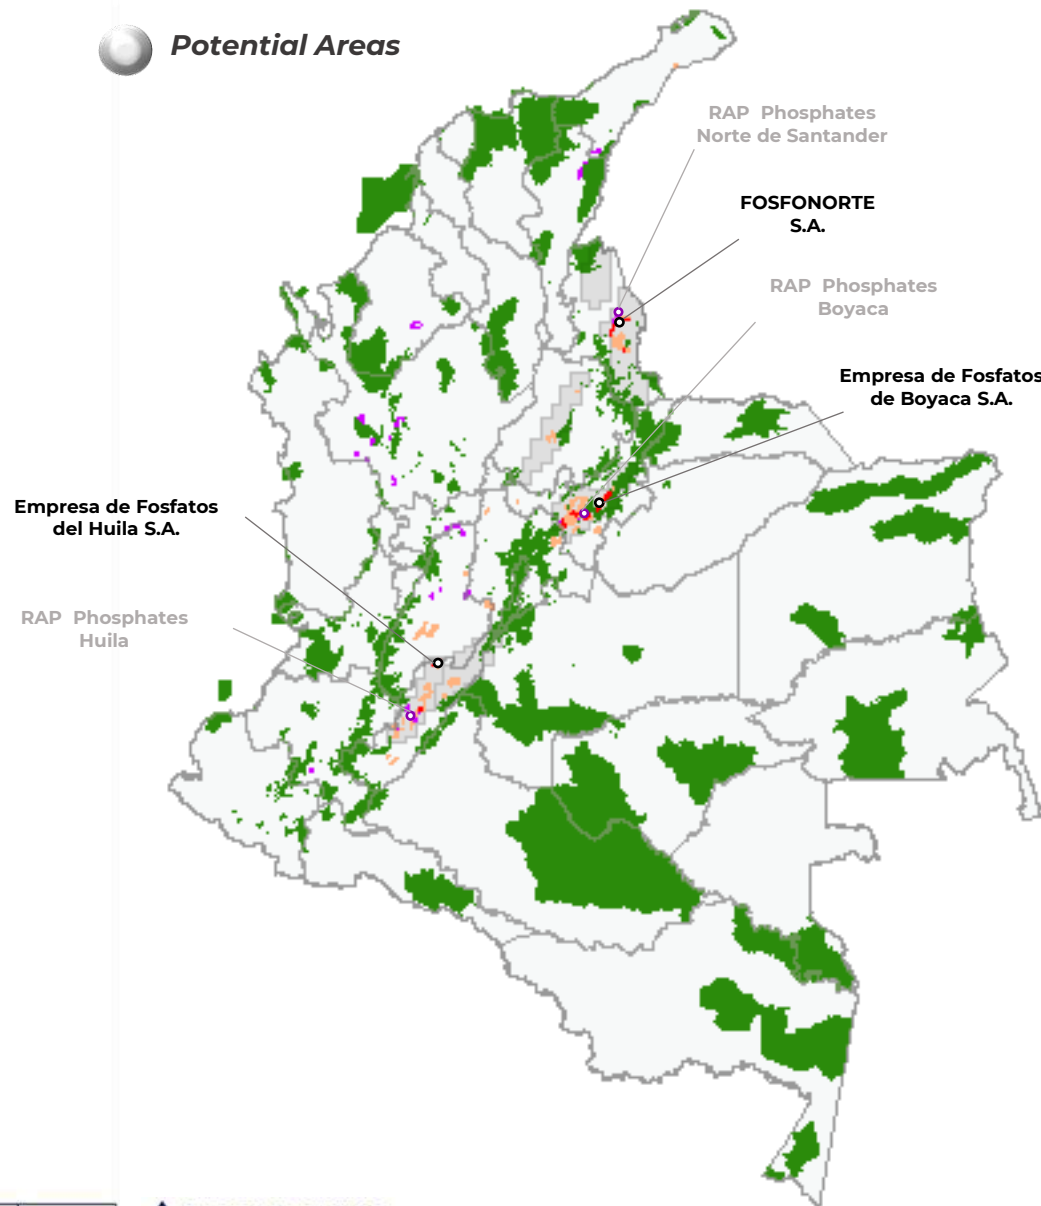 Potential Areas
RAP Phosphates
Norte de Santander
FOSFONORTE
S.A.
RAP Phosphates
Boyaca
Empresa de Fosfatos
de Boyaca S.A.
Empresa de Fosfatos
del Huila S.A.
RAP Phosphates
Huila